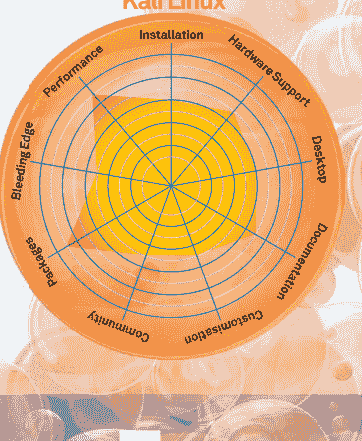 Kali Linux
Installation
Hardware Support
Desktop
Documentation
Customisation
Community
Packages
Bleeding Edge
Performance